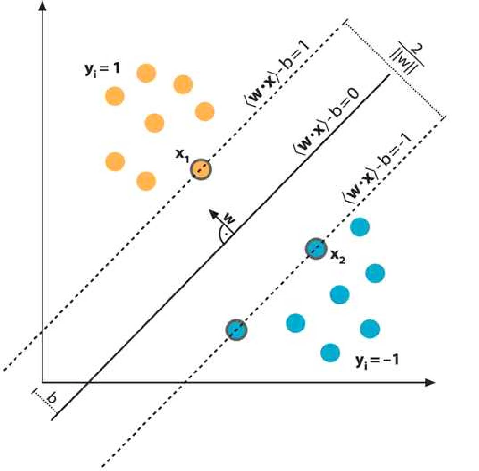 yᵢ = 1
⟨w·x⟩-b=1
2
‖w‖
⟨w·x⟩-b=0
x₁
⟨w·x⟩-b=-1
w
x₂
yᵢ = -1
b